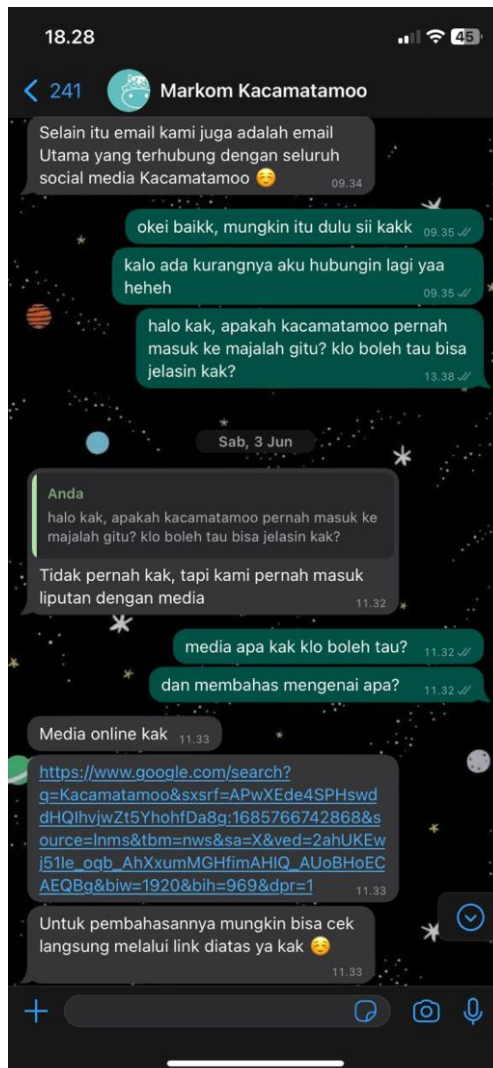 18.28
45
241
Markom Kacamatamoo
Selain itu email kami juga adalah email
Utama yang terhubung dengan seluruh
social media Kacamatamoo ☺️
09.34
okei baikk, mungkin itu dulu sii kakk 09.35
kalo ada kurangnya aku hubungin lagi yaa
heheh
09.35
halo kak, apakah kacamatamoo pernah
masuk ke majalah gitu? klo boleh tau bisa
jelasin kak?
13.38
Sab, 3 Jun
Anda
halo kak, apakah kacamatamoo pernah masuk ke
majalah gitu? klo boleh tau bisa jelasin kak?
Tidak pernah kak, tapi kami pernah masuk
liputan dengan media
11.32
media apa kak klo boleh tau? 11.32
dan membahas mengenai apa? 11.32
Media online kak 11.33
https://www.google.com/search?
q=Kacamatamoo&sxsrf=APwXEde4SPHswd
dHQIhvjwZt5YhohfDa8g:1685766742868&s
ource=lnms&tbm=nws&sa=X&ved=2ahUKEw
j51Ie_oqb_AhXxumMGHfimAHIQ_AUoBHoEC
AEQBg&biw=1920&bih=969&dpr=1
11.33
Untuk pembahasannya mungkin bisa cek
langsung melalui link diatas ya kak ☺️
11.33